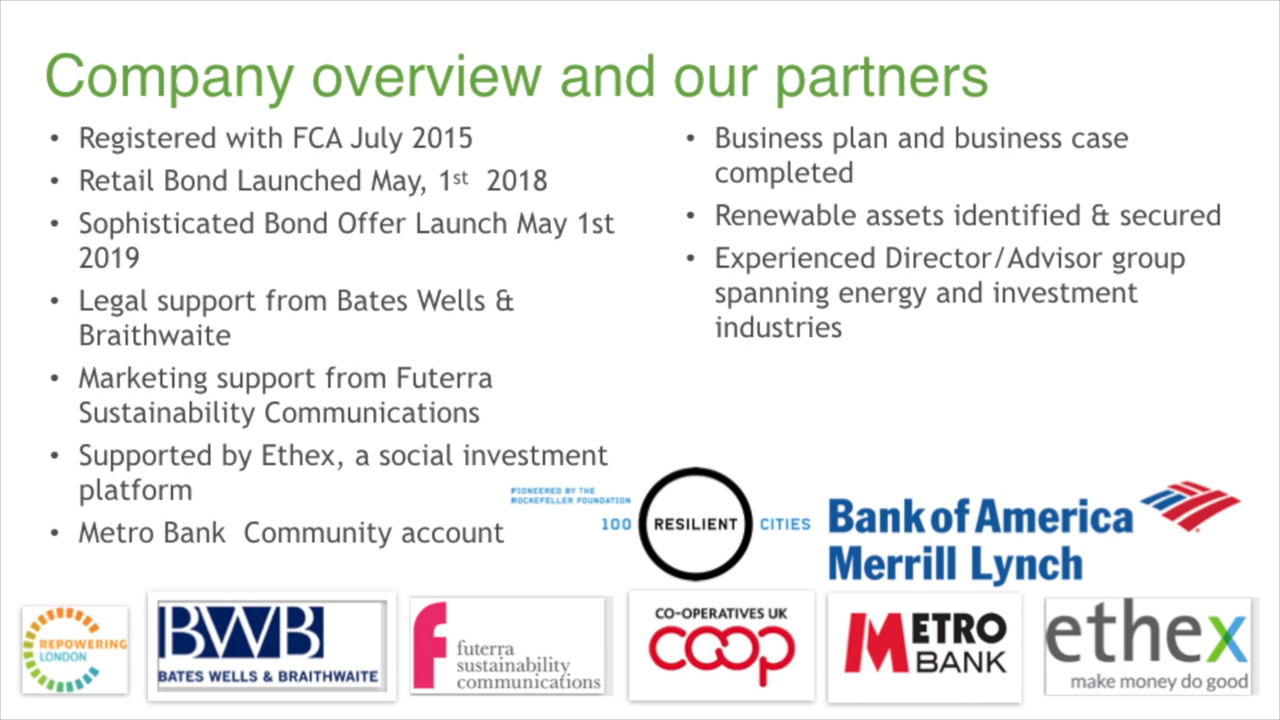 Company overview and our partners
• Registered with FCA July 2015
• Retail Bond Launched May, 1st 2018
• Sophisticated Bond Offer Launch May 1st
2019
• Legal support from Bates Wells &
Braithwaite
• Marketing support from Futerra
Sustainability Communications
• Supported by Ethex, a social investment
platform
• Metro Bank Community account
• Business plan and business case
completed
• Renewable assets identified & secured
• Experienced Director/Advisor group
spanning energy and investment
industries
PIONEERED BY THE
ROCKEFELLER FOUNDATION
100 RESILIENT CITIES
Bank of America
Merrill Lynch
REPOWERING
LONDON
BWB
BATES WELLS & BRAITHWAITE
f
futerra
sustainability
communications
CO-OPERATIVES UK
coop
METRO
BANK
ethex
make money do good